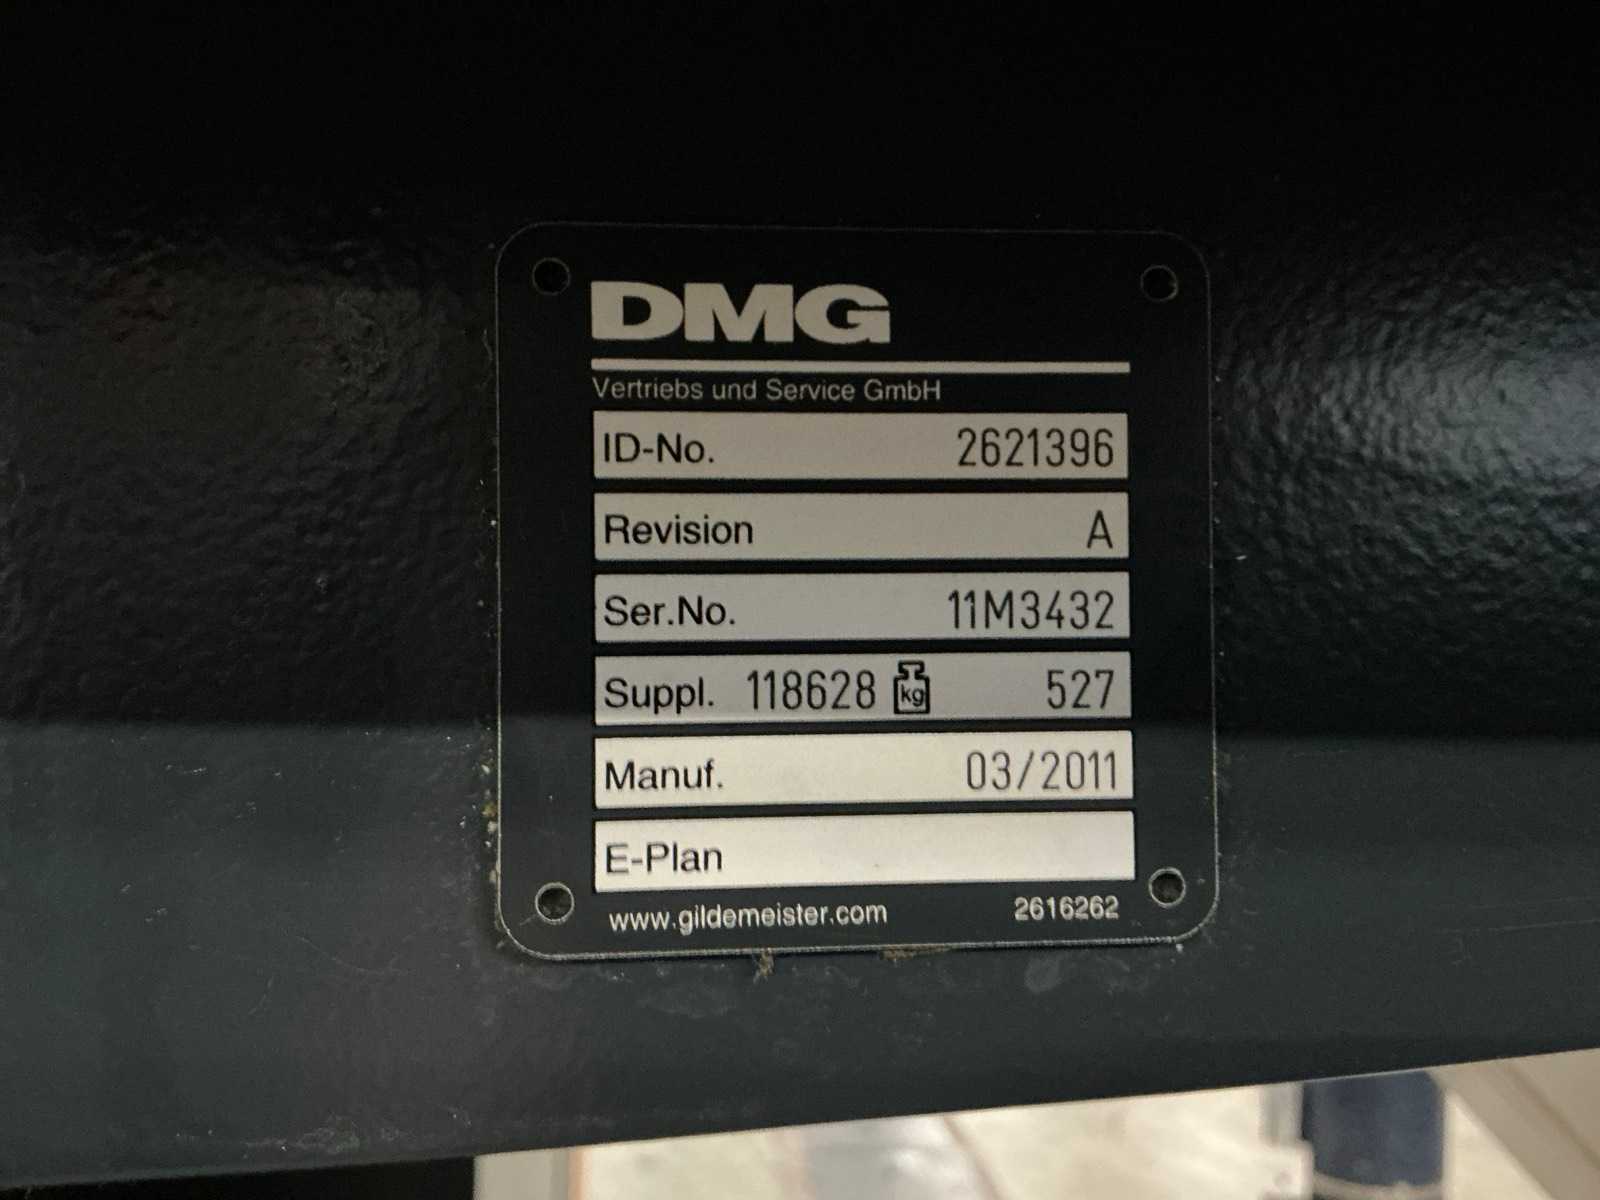 DMG
Vertriebs und Service GmbH
ID-No. 2621396
Revision A
Ser.No. 11M3432
Suppl. 118628 kg 527
Manuf. 03/2011
E-Plan
www.gildemeister.com 2616262